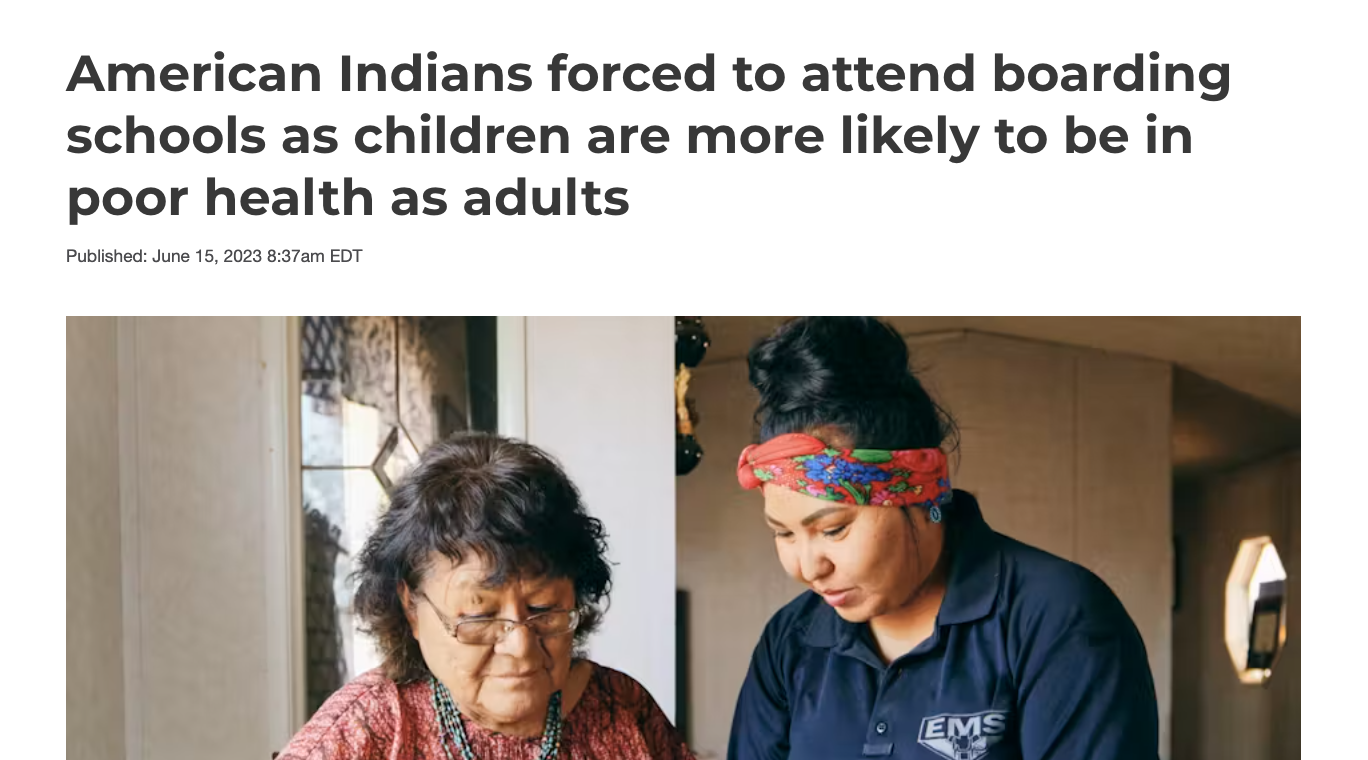 American Indians forced to attend boarding
schools as children are more likely to be in
poor health as adults
Published: June 15, 2023 8:37am EDT
EMS